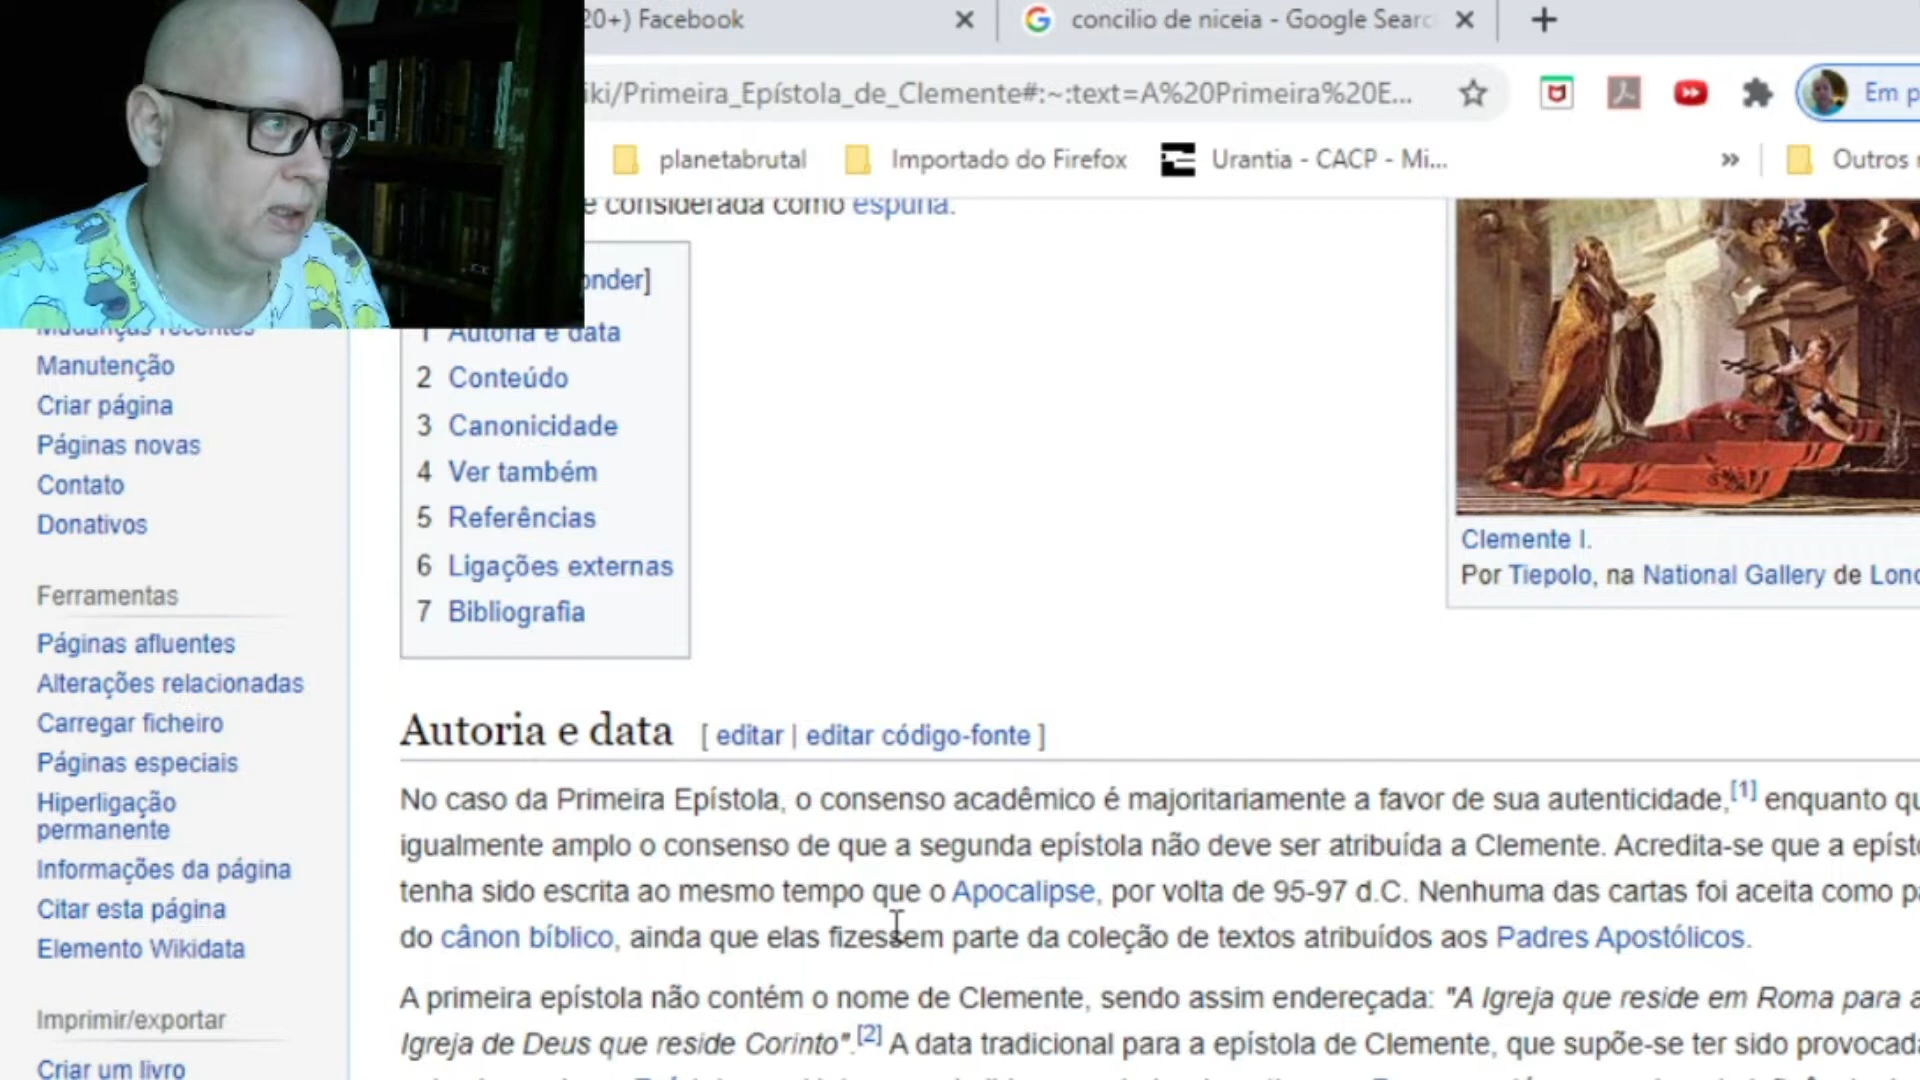 20+) Facebook
concilio de niceia - Google Searc
iki/Primeira_Epístola_de_Clemente#:~:text=A%20Primeira%20E...
Em p
planetabrutal
Importado do Firefox
Urantia - CACP - Mi...
»
Outros
e considerada como espúria.
onder]
1 Autoria e data
2 Conteúdo
3 Canonicidade
4 Ver também
5 Referências
6 Ligações externas
7 Bibliografia
Mudanças recentes
Manutenção
Criar página
Páginas novas
Contato
Donativos
Ferramentas
Páginas afluentes
Alterações relacionadas
Carregar ficheiro
Páginas especiais
Hiperligação
permanente
Informações da página
Citar esta página
Elemento Wikidata
Imprimir/exportar
Criar um livro
Clemente I.
Por Tiepolo, na National Gallery de Lond
Autoria e data [ editar | editar código-fonte ]
No caso da Primeira Epístola, o consenso acadêmico é majoritariamente a favor de sua autenticidade,[1] enquanto qu
igualmente amplo o consenso de que a segunda epístola não deve ser atribuída a Clemente. Acredita-se que a epísto
tenha sido escrita ao mesmo tempo que o Apocalipse, por volta de 95-97 d.C. Nenhuma das cartas foi aceita como pa
do cânon bíblico, ainda que elas fizessem parte da coleção de textos atribuídos aos Padres Apostólicos.
A primeira epístola não contém o nome de Clemente, sendo assim endereçada: "A Igreja que reside em Roma para a
Igreja de Deus que reside Corinto".[2] A data tradicional para a epístola de Clemente, que supõe-se ter sido provocada